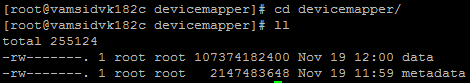 [root@vamsidvk182c devicemapper]# cd devicemapper/
[root@vamsidvk182c devicemapper]# ll
total 255124
-rw-------. 1 root root 107374182400 Nov 19 12:00 data
-rw-------. 1 root root   2147483648 Nov 19 11:59 metadata